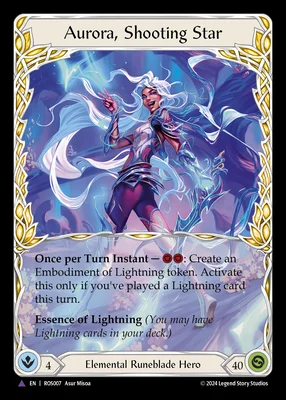 Aurora, Shooting Star
Once per Turn Instant — : Create an
Embodiment of Lightning token. Activate
this only if you've played a Lightning card
this turn.
Essence of Lightning (You may have
Lightning cards in your deck.)
4 Elemental Runeblade Hero 40
EN | ROS007 Asur Misoa © 2024 Legend Story Studios